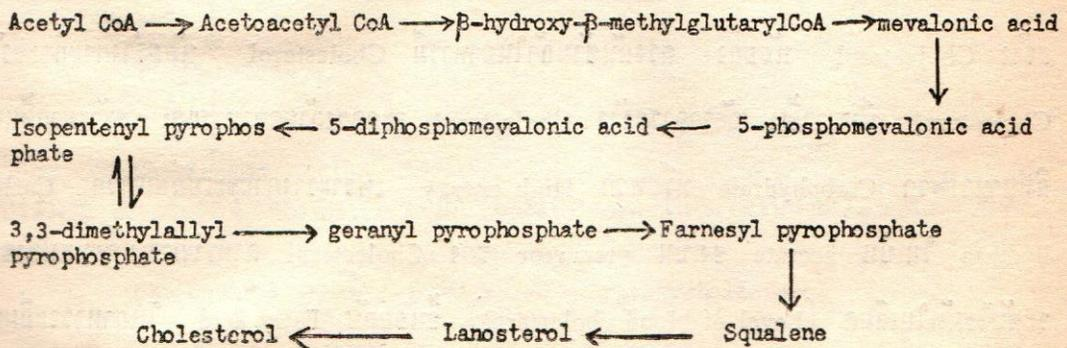 Acetyl CoA → Acetoacetyl CoA → β-hydroxy-β-methylglutarylCoA → mevalonic acid
↓
Isopentenyl pyrophos ← 5-diphosphomevalonic acid ← 5-phosphomevalonic acid
phate
⇅
3,3-dimethylallyl → geranyl pyrophosphate → Farnesyl pyrophosphate
pyrophosphate
↓
Cholesterol ← Lanosterol ← Squalene